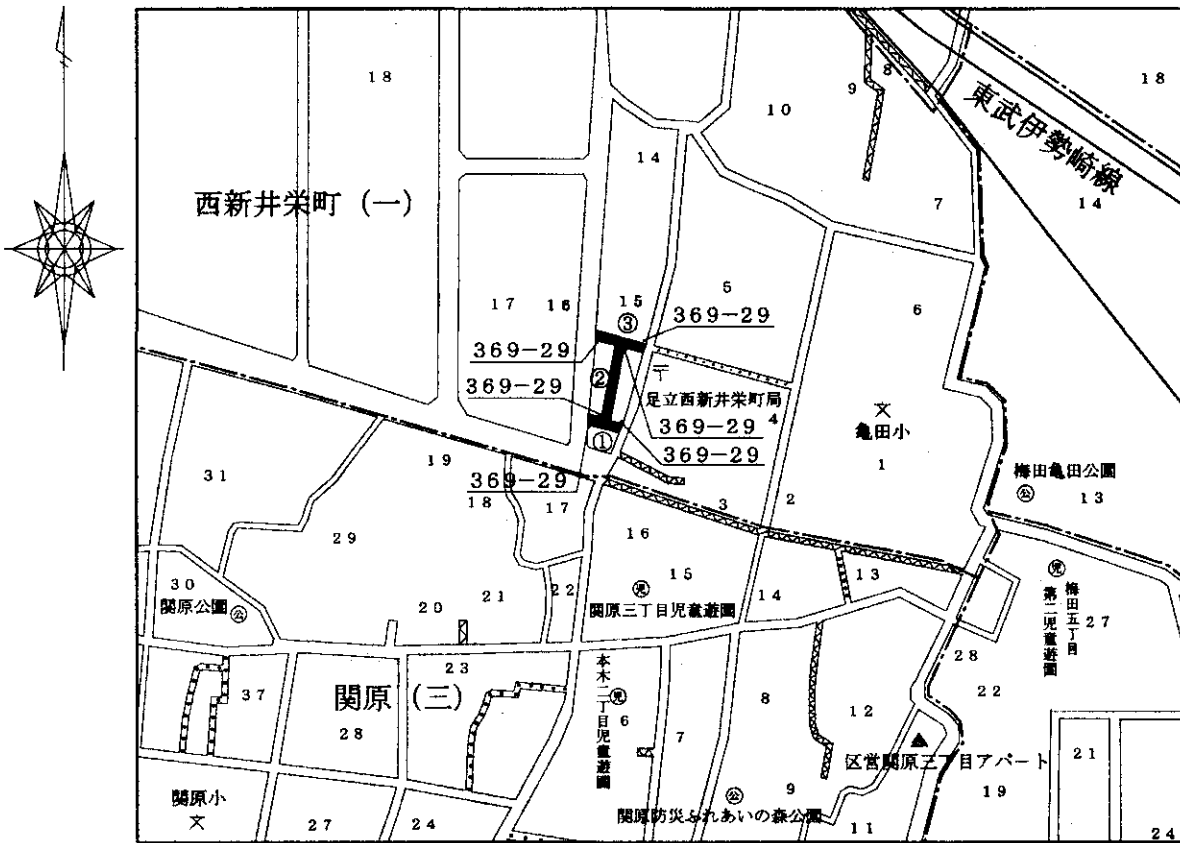 18
8
9
18
10
東武伊勢崎線
14
14
西新井栄町 (一)
7
5
6
17
16
15
③
369-29
369-29
②
〒
369-29
足立西新井栄町局
4
文
369-29
亀田小
①
369-29
1
19
31
梅田亀田公園
369-29
公
13
18
17
3
2
16
29
児
13
15
30
児
22
14
梅田五丁目
第二児童遊園
27
関原公園
公
20
21
関原三丁目児童遊園
28
23
本木二丁目児童遊園
37
関原 (三)
児
6
8
22
12
28
7
区営関原三丁目アパート
21
関原小
9
19
公
文
関原防災ふれあいの森公園
27
24
11
24